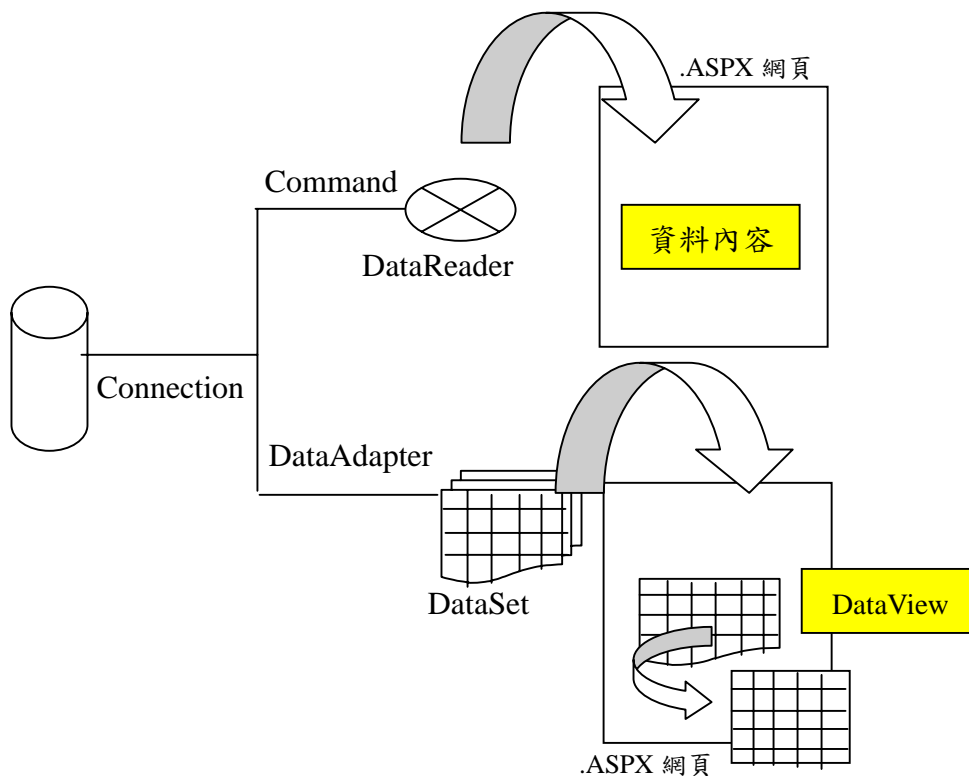 .ASPX 網頁
Command
資料內容
DataReader
Connection
DataAdapter
DataSet
DataView
.ASPX 網頁